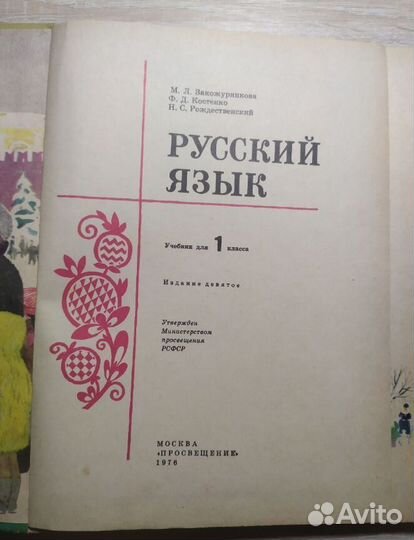 М. Л. Закожурникова
Ф. Д. Костенко
Н. С. Рождественский
РУССКИЙ
ЯЗЫК
Учебник для 1 класса
Издание девятое
Утвержден
Министерством
просвещения
РСФСР
МОСКВА
«ПРОСВЕЩЕНИЕ»
1976
Avito